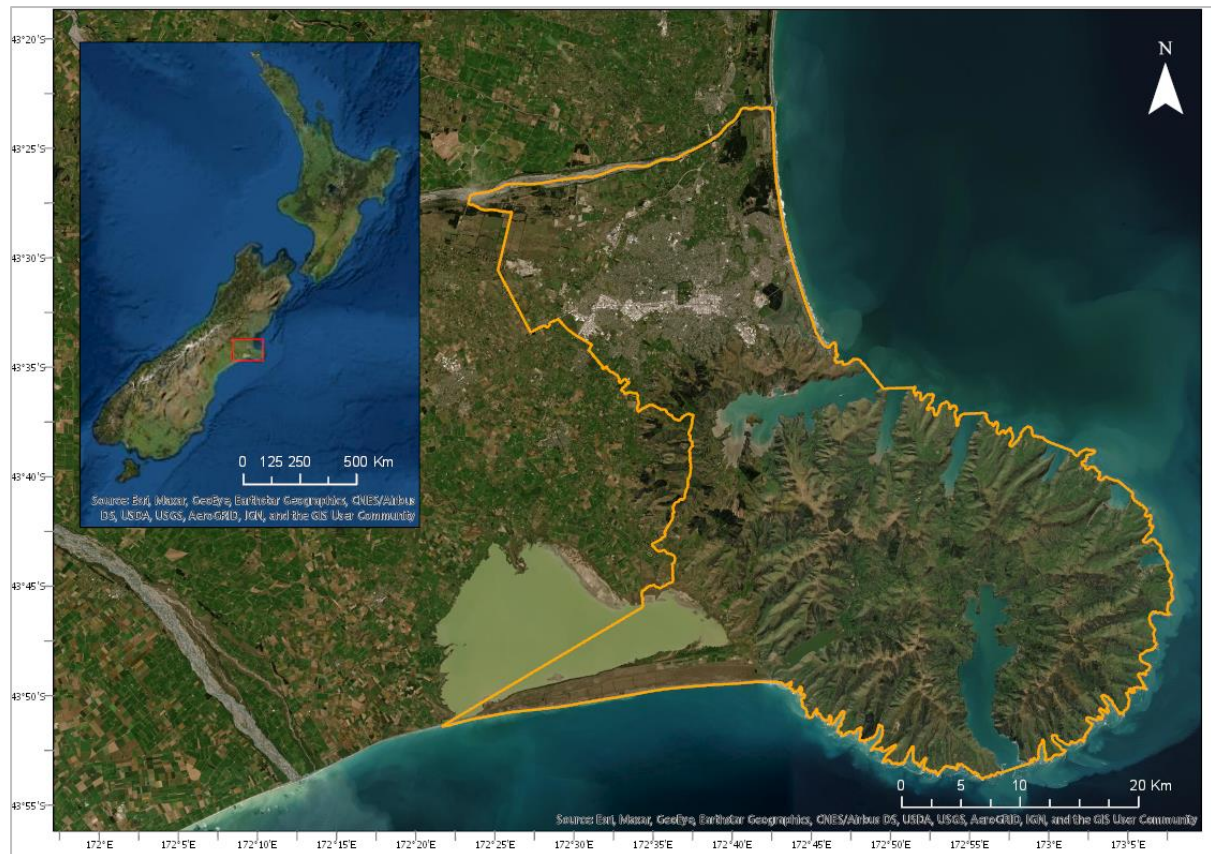 43°20'S
43°25'S
43°30'S
43°35'S
43°40'S
43°45'S
43°50'S
43°55'S
N
0 125 250 500 Km
Source: Esri, Maxar, GeoEye, Earthstar Geographics, CNES/Airbus
DS, USDA, USGS, AeroGRID, IGN, and the GIS User Community
0 5 10 20 Km
Source: Esri, Maxar, GeoEye, Earthstar Geographics, CNES/Airbus DS, USDA, USGS, AeroGRID, IGN, and the GIS User Community
172°E 172°5'E 172°10'E 172°15'E 172°20'E 172°25'E 172°30'E 172°35'E 172°40'E 172°45'E 172°50'E 172°55'E 173°E 173°5'E